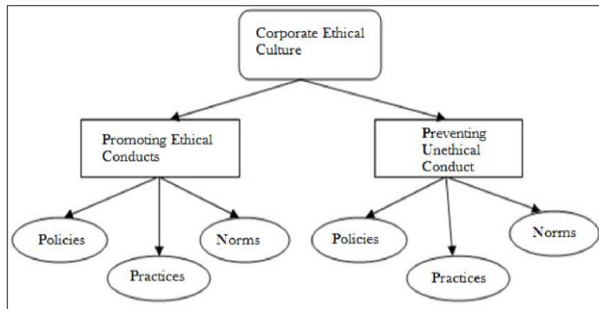 Corporate Ethical
Culture
Promoting Ethical
Conducts
Preventing
Unethical
Conduct
Policies
Practices
Norms
Policies
Practices
Norms